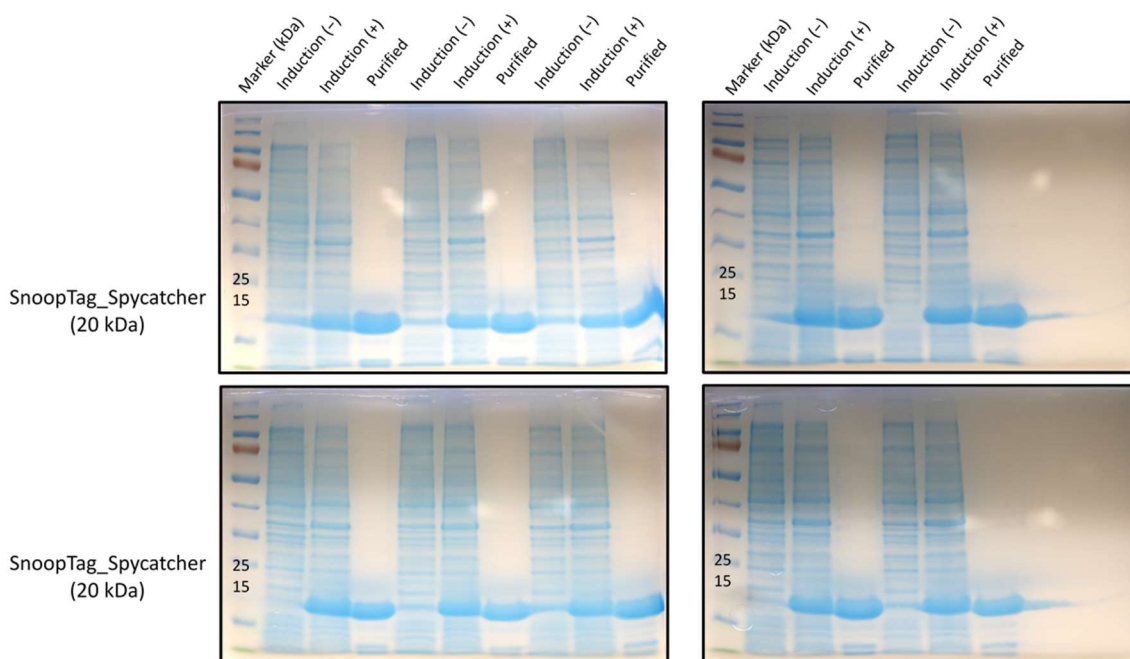 Marker (kDa)
Induction (−)
Induction (+)
Purified
Induction (−)
Induction (+)
Purified
Induction (−)
Induction (+)
Purified
Marker (kDa)
Induction (−)
Induction (+)
Purified
Induction (−)
Induction (+)
Purified
SnoopTag_Spycatcher
(20 kDa)
25
15
25
15
SnoopTag_Spycatcher
(20 kDa)
25
15
25
15